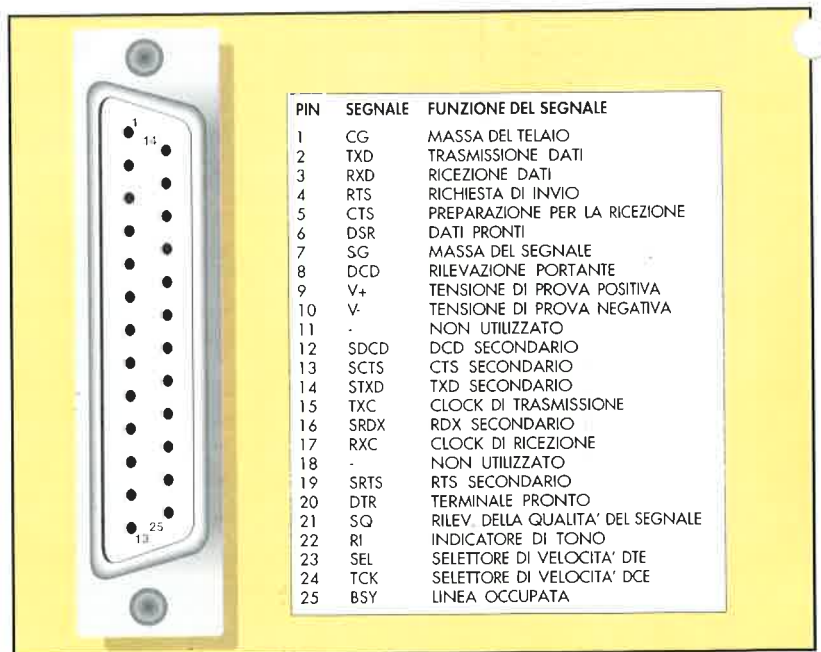 1
14
25
13
PIN SEGNALE FUNZIONE DEL SEGNALE
1 CG MASSA DEL TELAIO
2 TXD TRASMISSIONE DATI
3 RXD RICEZIONE DATI
4 RTS RICHIESTA DI INVIO
5 CTS PREPARAZIONE PER LA RICEZIONE
6 DSR DATI PRONTI
7 SG MASSA DEL SEGNALE
8 DCD RILEVAZIONE PORTANTE
9 V+ TENSIONE DI PROVA POSITIVA
10 V- TENSIONE DI PROVA NEGATIVA
11 - NON UTILIZZATO
12 SDCD DCD SECONDARIO
13 SCTS CTS SECONDARIO
14 STXD TXD SECONDARIO
15 TXC CLOCK DI TRASMISSIONE
16 SRDX RDX SECONDARIO
17 RXC CLOCK DI RICEZIONE
18 - NON UTILIZZATO
19 SRTS RTS SECONDARIO
20 DTR TERMINALE PRONTO
21 SQ RILEV. DELLA QUALITA' DEL SEGNALE
22 RI INDICATORE DI TONO
23 SEL SELETTORE DI VELOCITA' DTE
24 TCK SELETTORE DI VELOCITA' DCE
25 BSY LINEA OCCUPATA